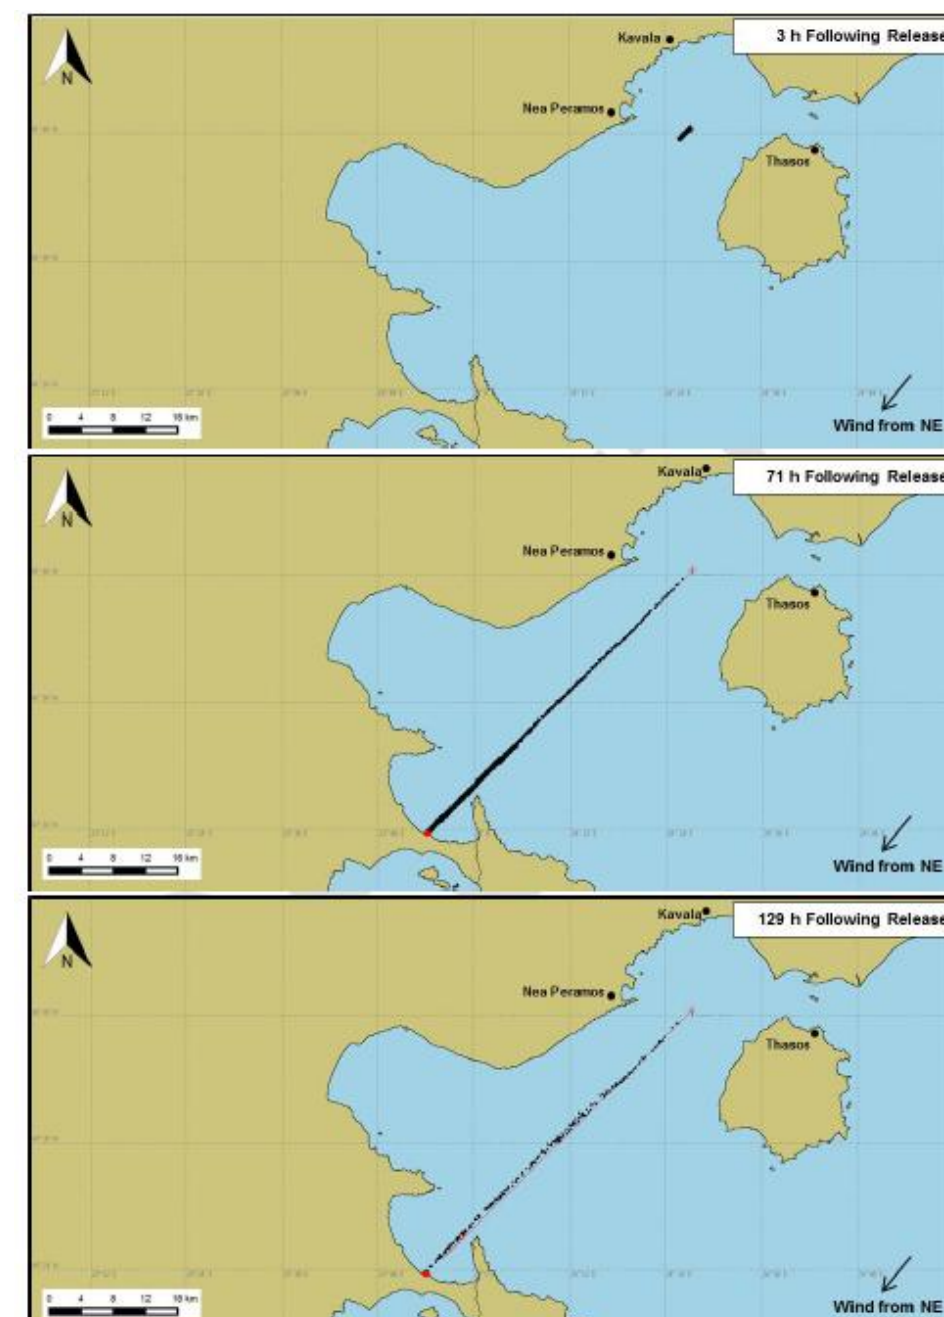 3 h Following Release
Kavala
Nea Peramos
Thasos
N
0 4 8 12 16 km
Wind from NE
71 h Following Release
Kavala
Nea Peramos
Thasos
N
0 4 8 12 16 km
Wind from NE
129 h Following Release
Kavala
Nea Peramos
Thasos
N
0 4 8 12 16 km
Wind from NE